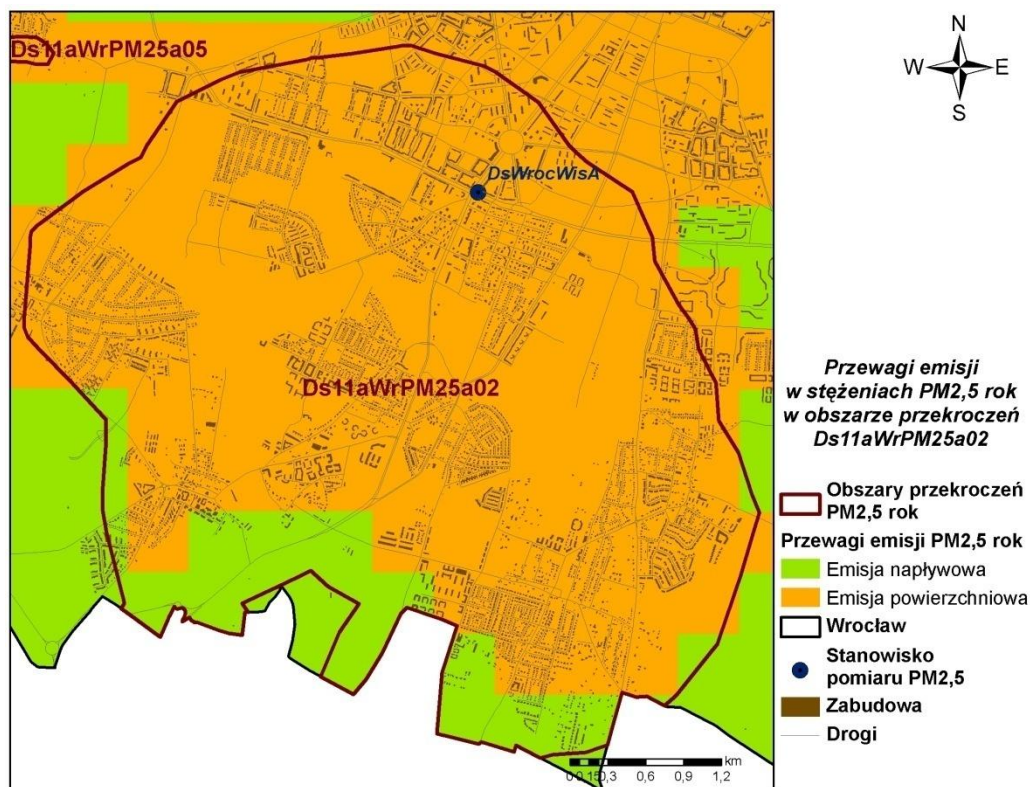 Ds11aWrPM25a05
DsWrocWisA
Ds11aWrPM25a02
N
W
E
S
Przewagi emisji
w stężeniach PM2,5 rok
w obszarze przekroczeń
Ds11aWrPM25a02
Obszary przekroczeń
PM2,5 rok
Przewagi emisji PM2,5 rok
Emisja napływowa
Emisja powierzchniowa
Wrocław
Stanowisko
pomiaru PM2,5
Zabudowa
Drogi
km
0 0,15 0,3 0,6 0,9 1,2